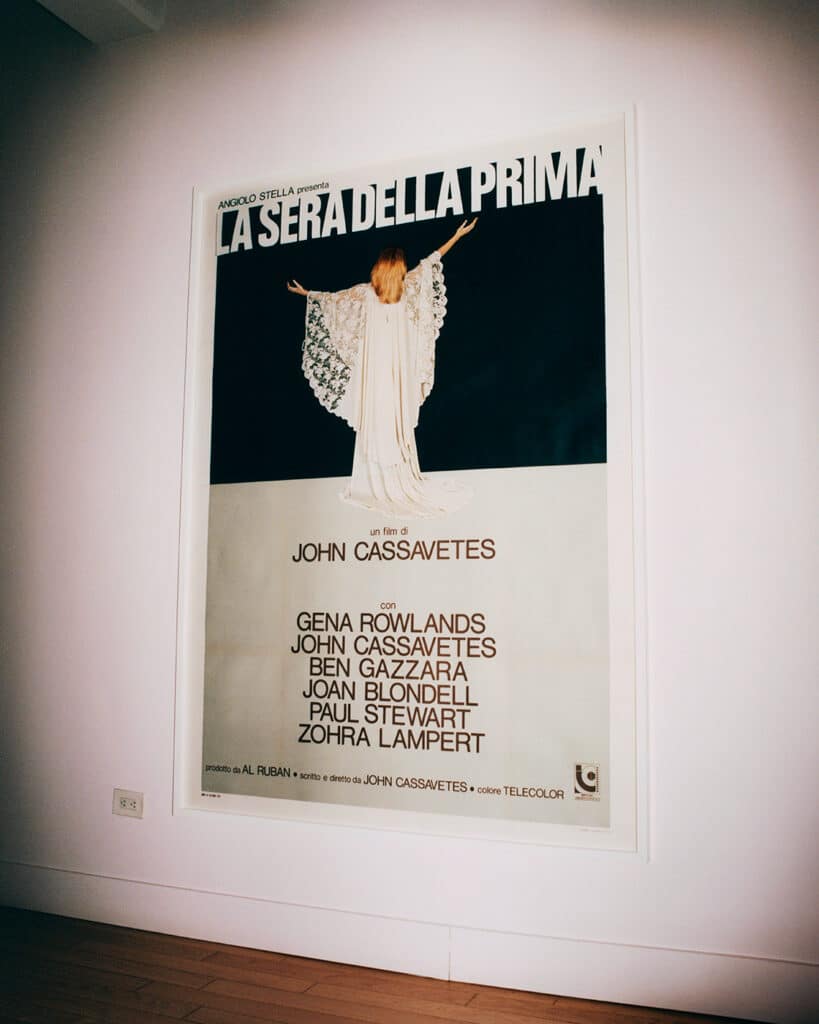 ANGIOLO STELLA presenta
LA SERA DELLA PRIMA
un film di
JOHN CASSAVETES
con
GENA ROWLANDS
JOHN CASSAVETES
BEN GAZZARA
JOAN BLONDELL
PAUL STEWART
ZOHRA LAMPERT
prodotto da AL RUBAN • scritto e diretto da JOHN CASSAVETES • colore TELECOLOR